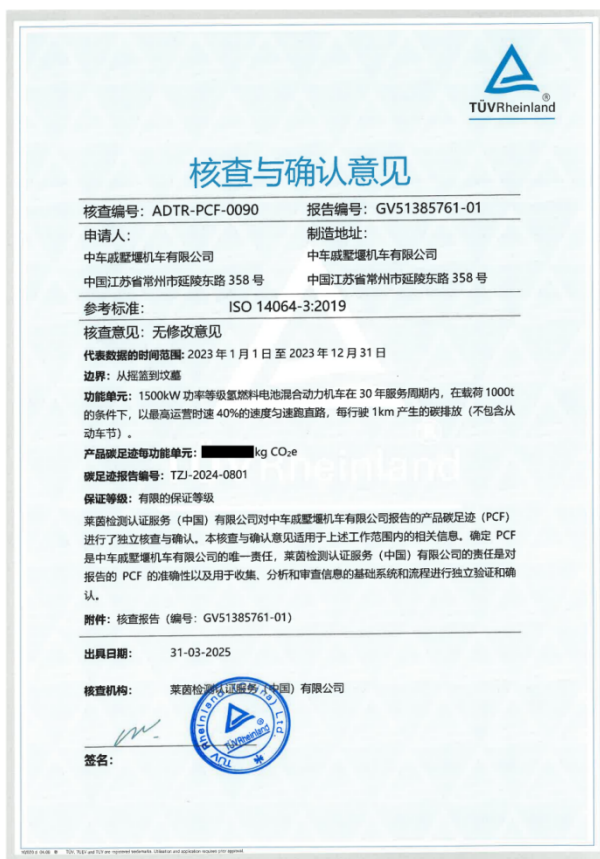 TÜVRheinland®
核查与确认意见
核查编号：ADTR-PCF-0090 报告编号：GV51385761-01
申请人： 制造地址：
中车戚墅堰机车有限公司 中车戚墅堰机车有限公司
中国江苏省常州市延陵东路 358 号 中国江苏省常州市延陵东路 358 号
参考标准： ISO 14064-3:2019
核查意见：无修改意见
代表数据的时间范围: 2023 年 1 月 1 日 至 2023 年 12 月 31 日
边界：从摇篮到坟墓
功能单元：1500kW 功率等级氢燃料电池混合动力机车在 30 年服务周期内，在载荷 1000t
的条件下，以最高运营时速 40%的速度匀速跑直路，每行驶 1km 产生的碳排放（不包含从
动车节）。
产品碳足迹每功能单元： kg CO₂e
碳足迹报告编号：TZJ-2024-0801
保证等级：有限的保证等级
莱茵检测认证服务（中国）有限公司对中车戚墅堰机车有限公司报告的产品碳足迹（PCF）
进行了独立核查与确认。本核查与确认意见适用于上述工作范围内的相关信息。确定 PCF
是中车戚墅堰机车有限公司的唯一责任，莱茵检测认证服务（中国）有限公司的责任是对
报告的 PCF 的准确性以及用于收集、分析和审查信息的基础系统和流程进行独立验证和确
认。
附件：核查报告（编号：GV51385761-01）
出具日期： 31-03-2025
核查机构： 莱茵检测认证服务（中国）有限公司
TÜV Rheinland (China) Ltd
TÜVRheinland®
签名：
TÜV, TUEV and TUV are registered trademarks. Utilisation and application requires prior approval.